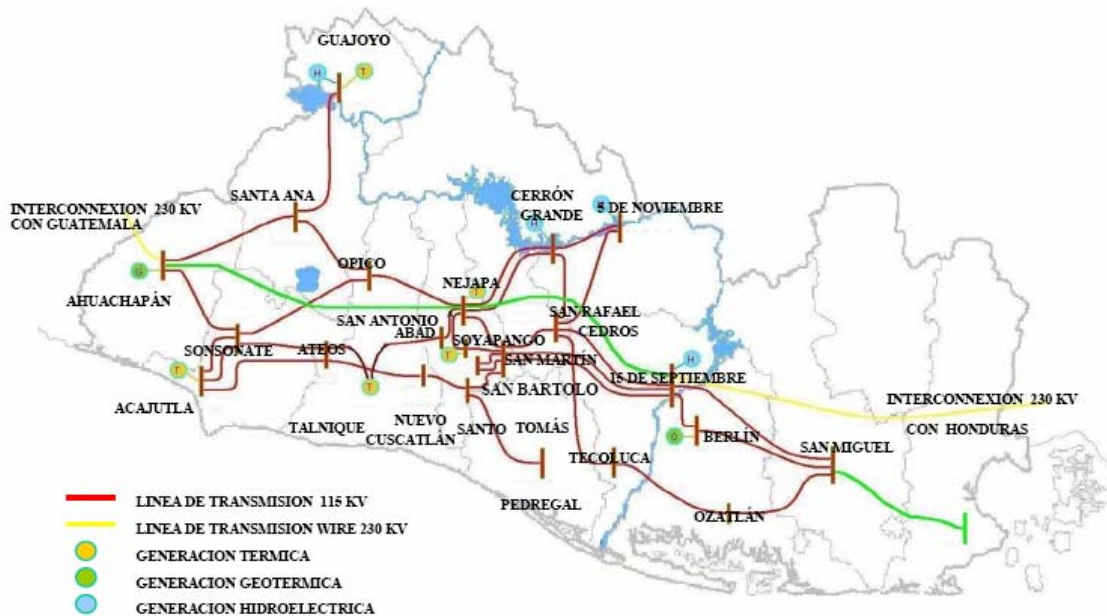 GUAJOYO
H
T
SANTA ANA
CERRÓN
GRANDE
H
H
5 DE NOVIEMBRE
INTERCONNEXION 230 KV
CON GUATEMALA
G
AHUACHAPÁN
OPICO
NEJAPA
T
SAN ANTONIO
ABAD
SAN RAFAEL
CEDROS
SOYAPANGO
T
SAN MARTÍN
SONSONATE
ATEOS
T
T
H
15 DE SEPTIEMBRE
SAN BARTOLO
ACAJUTLA
INTERCONNEXIÓN 230 KV
CON HONDURAS
TALNIQUE
NUEVO
CUSCATLÁN
SANTO TOMÁS
G
BERLÍN
SAN MIGUEL
TECOLUCA
PEDREGAL
OZATLÁN
LINEA DE TRANSMISION 115 KV
LINEA DE TRANSMISION WIRE 230 KV
GENERACION TERMICA
GENERACION GEOTERMICA
GENERACION HIDROELECTRICA